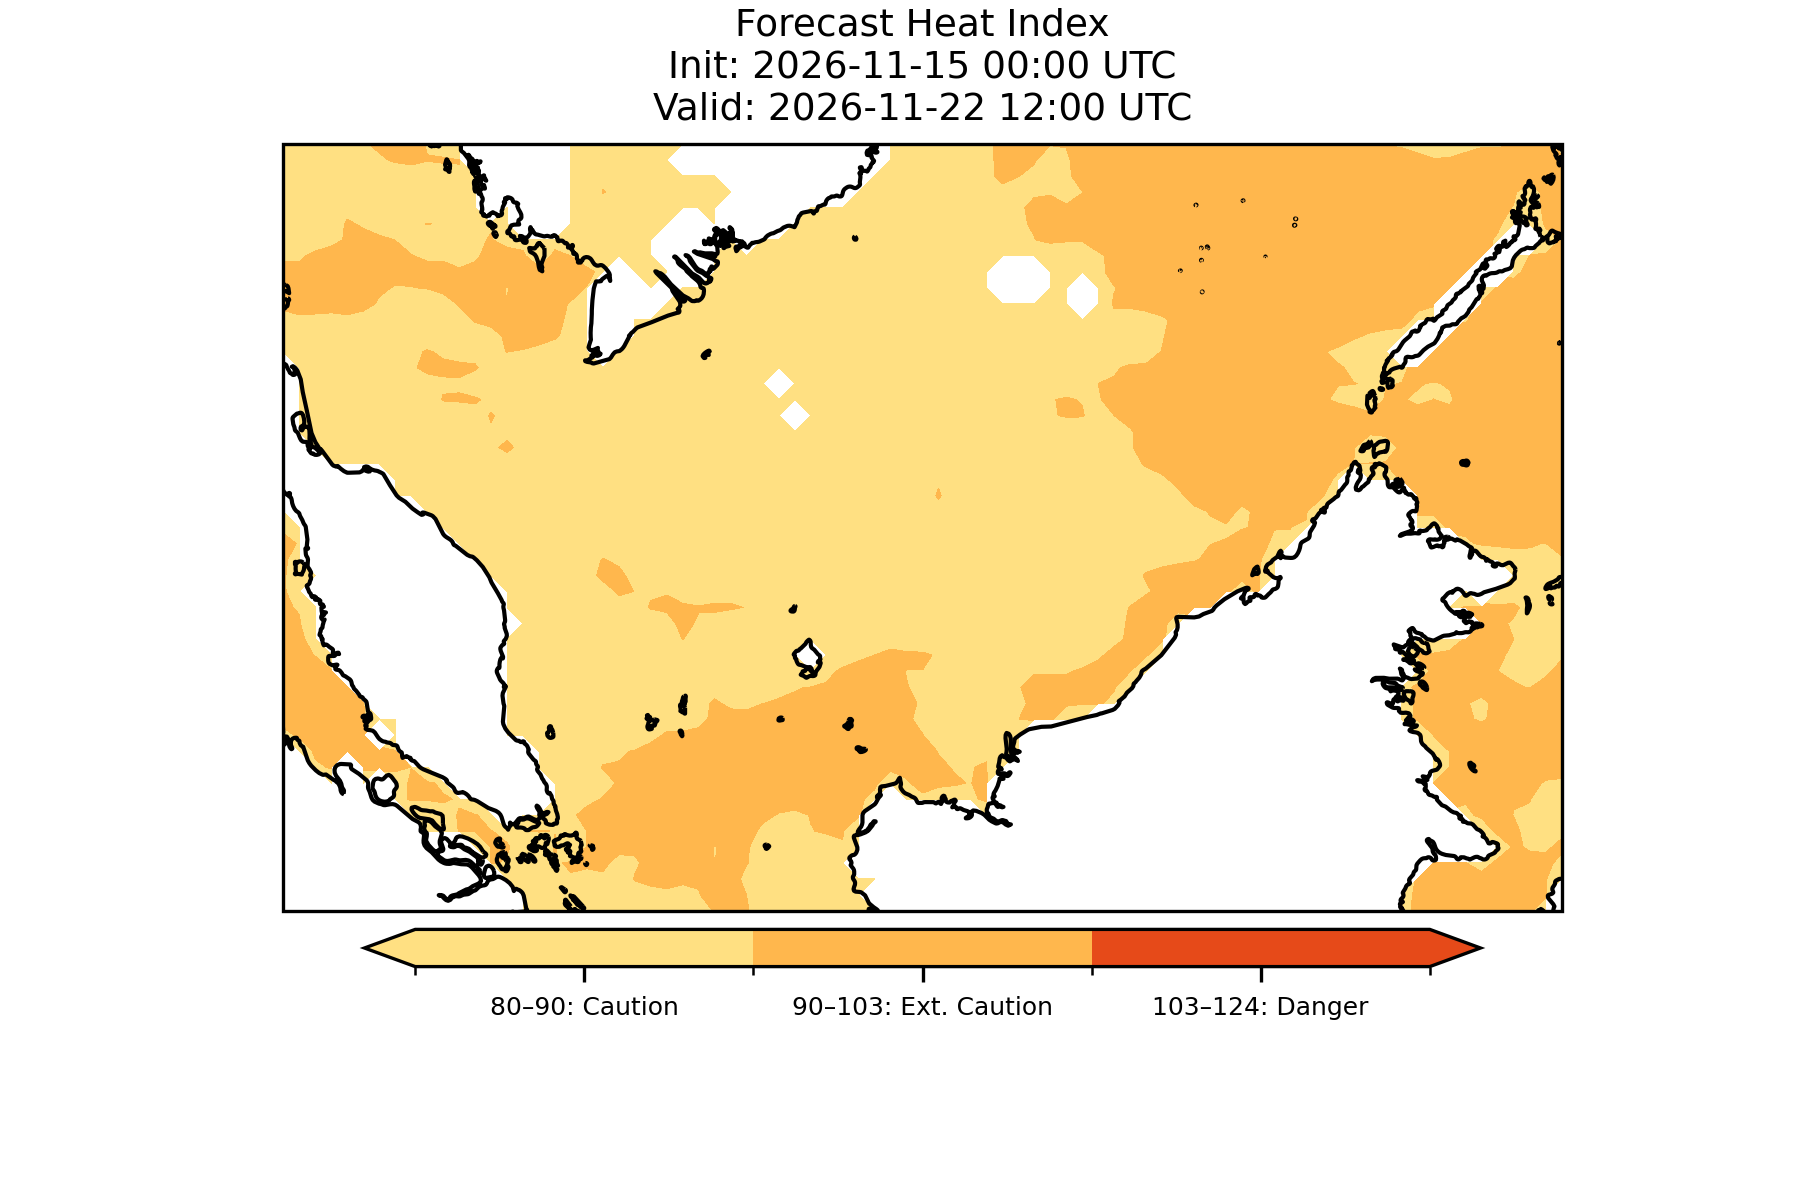 Forecast Heat Index
Init: 2026-11-15 00:00 UTC
Valid: 2026-11-22 12:00 UTC
80–90: Caution
90–103: Ext. Caution
103–124: Danger